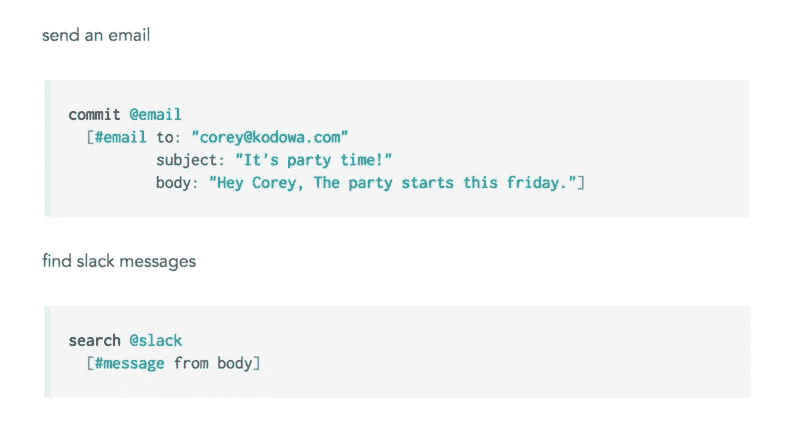 send an email
commit @email
[#email to: "corey@kodowa.com"
subject: "It's party time!"
body: "Hey Corey, The party starts this friday."]
find slack messages
search @slack
[#message from body]